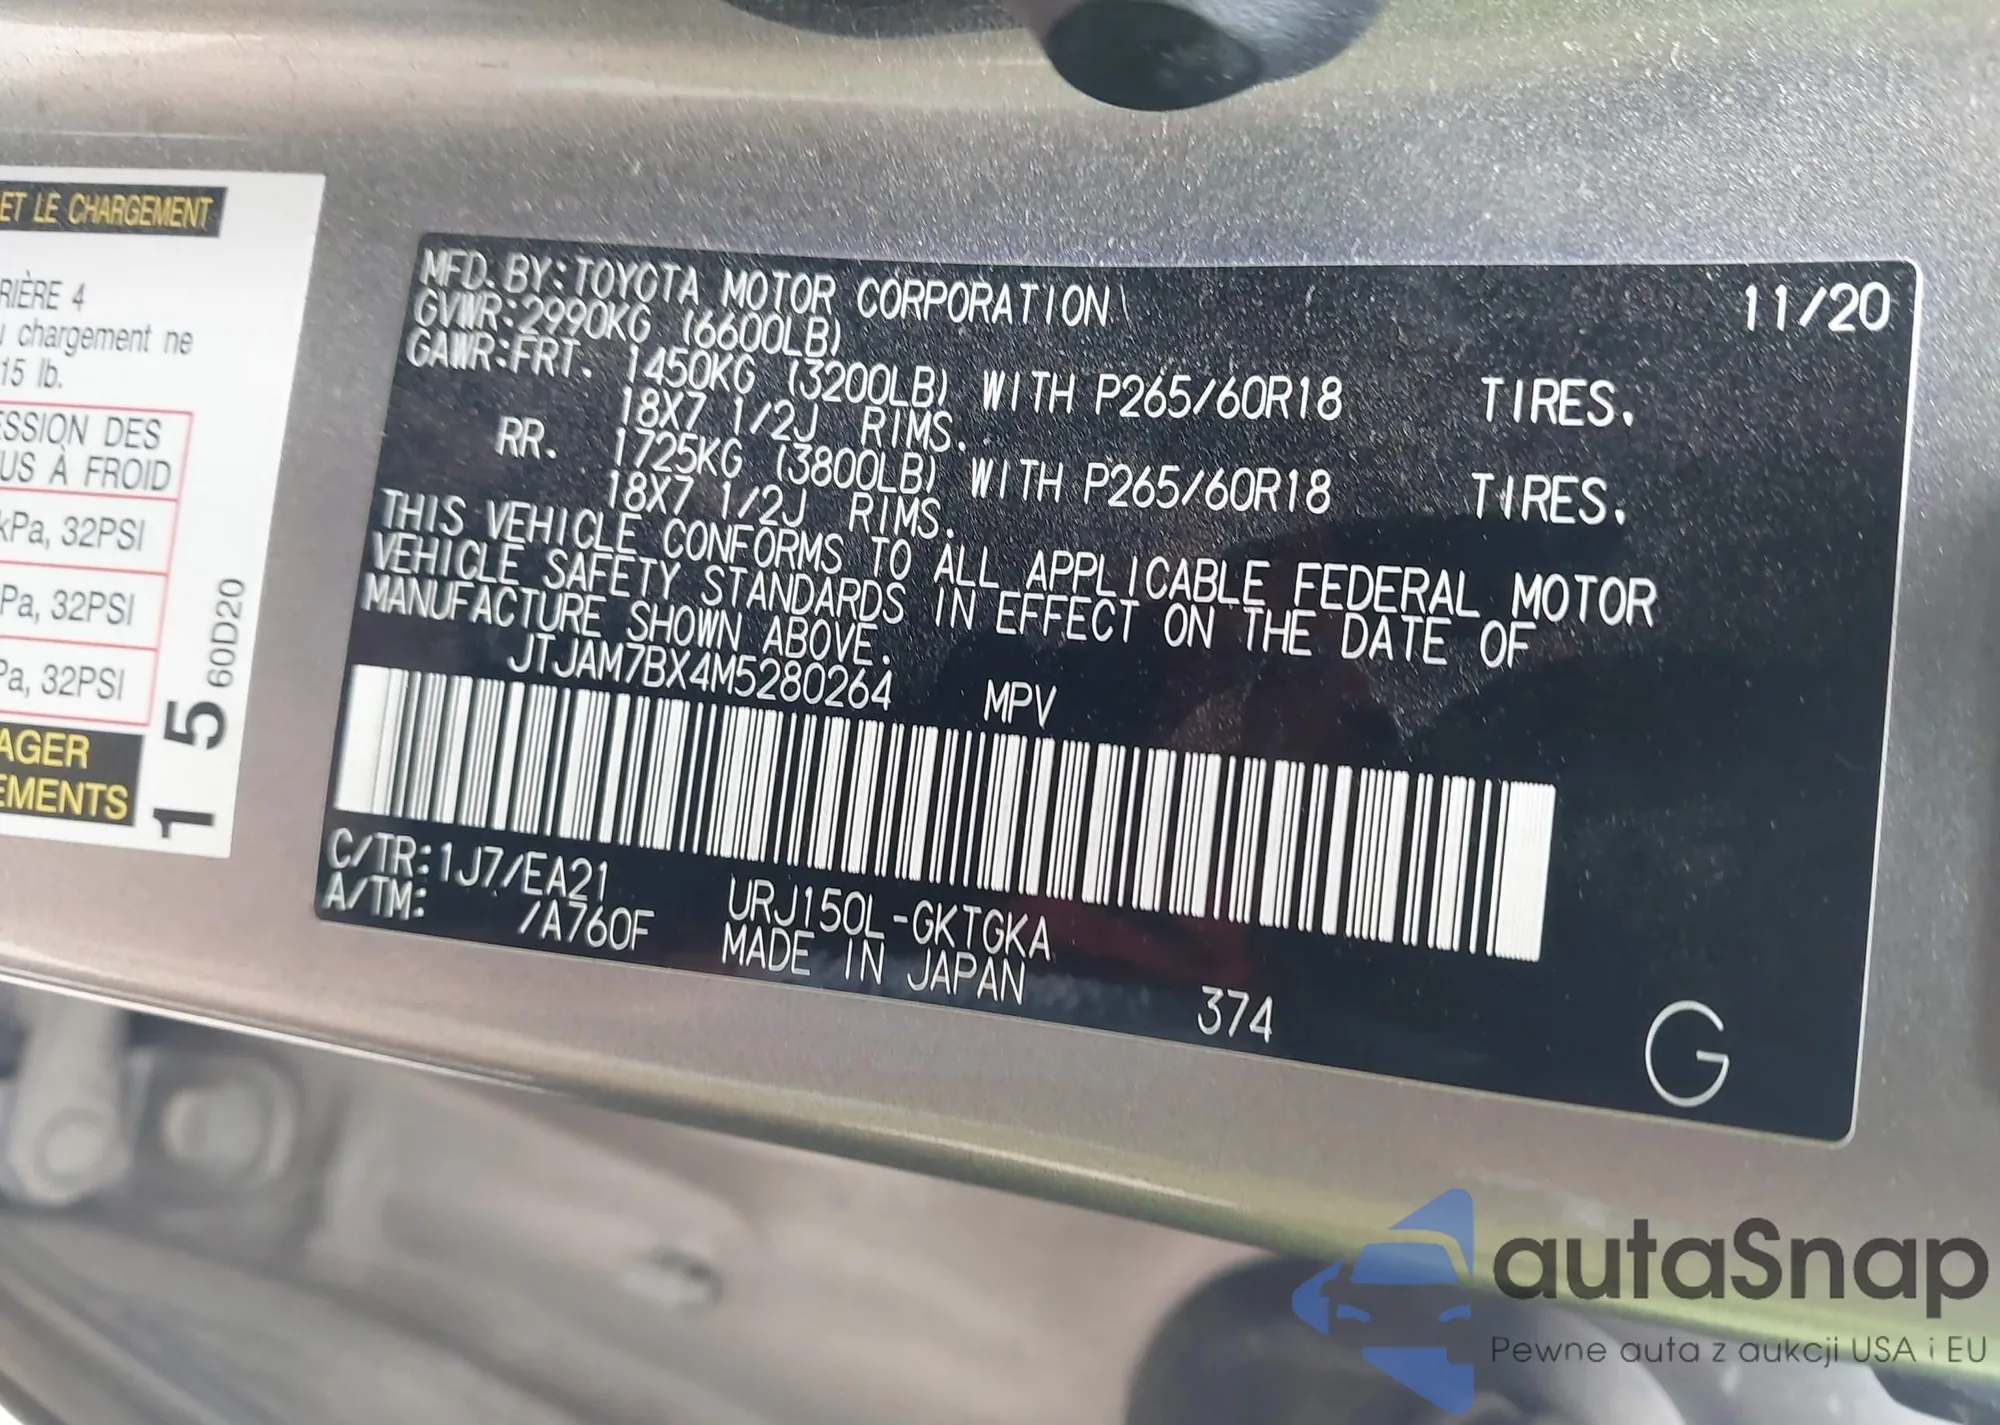 ET LE CHARGEMENT
RIÈRE 4
chargement ne
15 lb.
ESSION DES
US À FROID
kPa, 32PSI
Pa, 32PSI
Pa, 32PSI
AGER
EMENTS
1 5 60D20
MFD. BY: TOYOTA MOTOR CORPORATION 11/20
GVWR: 2990KG (6600LB)
GAWR: FRT. 1450KG (3200LB) WITH P265/60R18 TIRES.
18X7 1/2J RIMS.
RR. 1725KG (3800LB) WITH P265/60R18 TIRES.
18X7 1/2J RIMS.
THIS VEHICLE CONFORMS TO ALL APPLICABLE FEDERAL MOTOR
VEHICLE SAFETY STANDARDS IN EFFECT ON THE DATE OF
MANUFACTURE SHOWN ABOVE.
JTJAM7BX4M5280264 MPV
C/TR: 1J7/EA21
A/TM: /A760F
URJ150L-GKTGKA
MADE IN JAPAN
374
G
autaSnap
Pewne auta z aukcji USA i EU